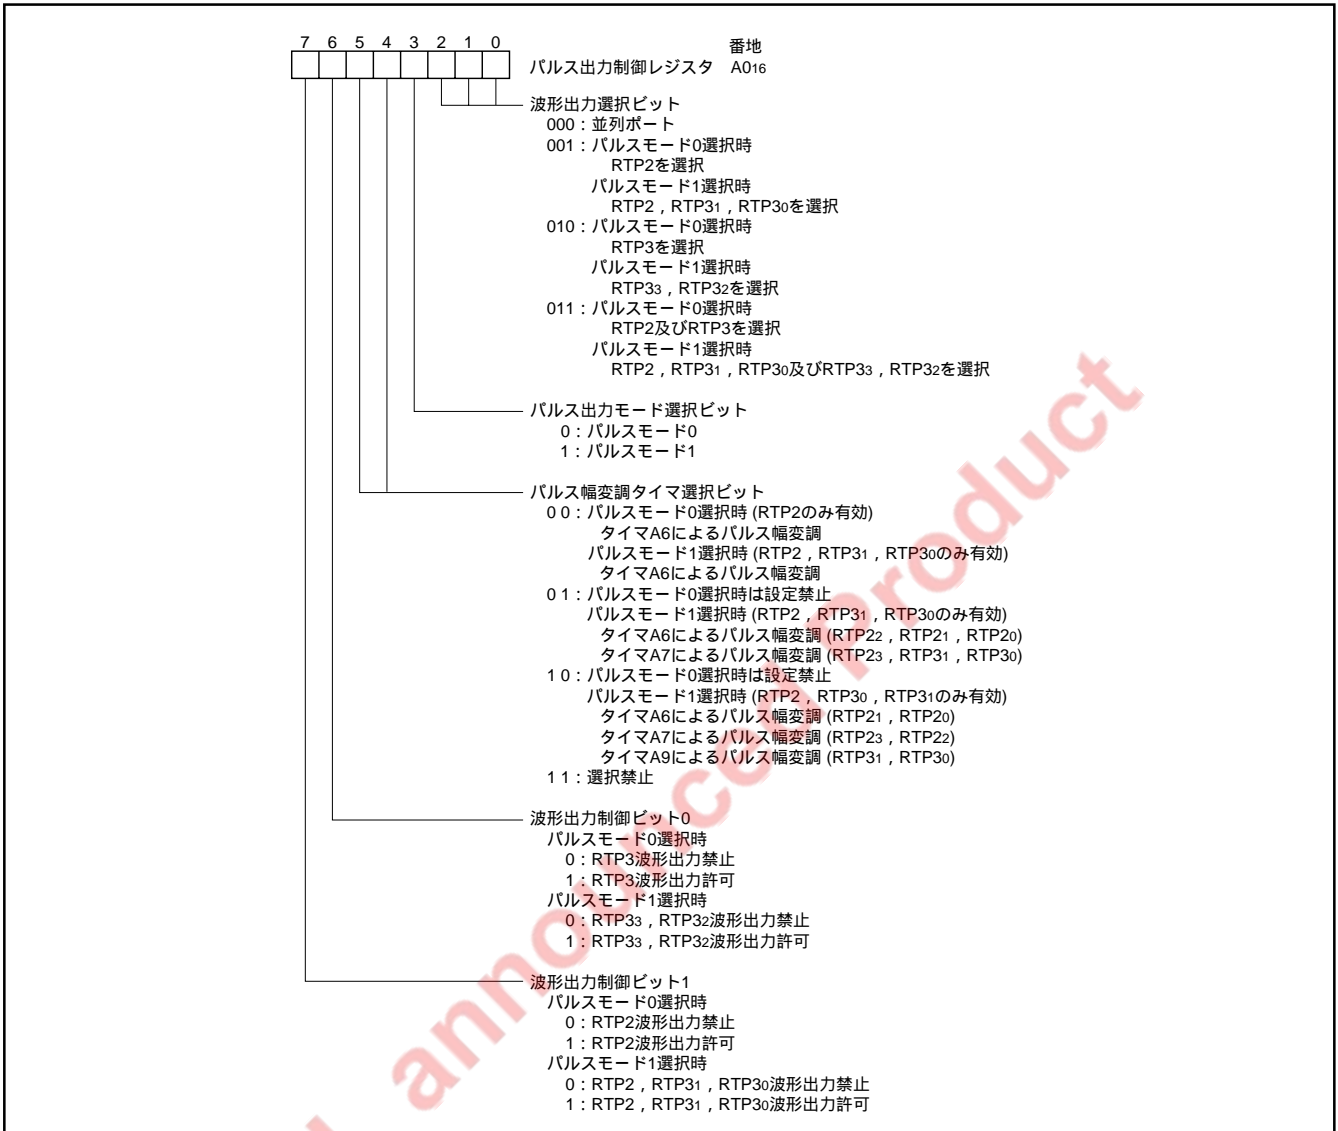 7 6 5 4 3 2 1 0
番地
パルス出力制御レジスタ A016
波形出力選択ビット
000：並列ポート
001：パルスモード0選択時
RTP2を選択
パルスモード1選択時
RTP2，RTP31，RTP30を選択
010：パルスモード0選択時
RTP3を選択
パルスモード1選択時
RTP33，RTP32を選択
011：パルスモード0選択時
RTP2及びRTP3を選択
パルスモード1選択時
RTP2，RTP31，RTP30及びRTP33，RTP32を選択
パルス出力モード選択ビット
0：パルスモード0
1：パルスモード1
パルス幅変調タイマ選択ビット
0 0：パルスモード0選択時 (RTP2のみ有効)
タイマA6によるパルス幅変調
パルスモード1選択時 (RTP2，RTP31，RTP30のみ有効)
タイマA6によるパルス幅変調
0 1：パルスモード0選択時は設定禁止
パルスモード1選択時 (RTP2，RTP31，RTP30のみ有効)
タイマA6によるパルス幅変調 (RTP22，RTP21，RTP20)
タイマA7によるパルス幅変調 (RTP23，RTP31，RTP30)
1 0：パルスモード0選択時は設定禁止
パルスモード1選択時 (RTP2，RTP30，RTP31のみ有効)
タイマA6によるパルス幅変調 (RTP21，RTP20)
タイマA7によるパルス幅変調 (RTP23，RTP22)
タイマA9によるパルス幅変調 (RTP31，RTP30)
1 1：選択禁止
波形出力制御ビット0
パルスモード0選択時
0：RTP3波形出力禁止
1：RTP3波形出力許可
パルスモード1選択時
0：RTP33，RTP32波形出力禁止
1：RTP33，RTP32波形出力許可
波形出力制御ビット1
パルスモード0選択時
0：RTP2波形出力禁止
1：RTP2波形出力許可
パルスモード1選択時
0：RTP2，RTP31，RTP30波形出力禁止
1：RTP2，RTP31，RTP30波形出力許可
announced Product